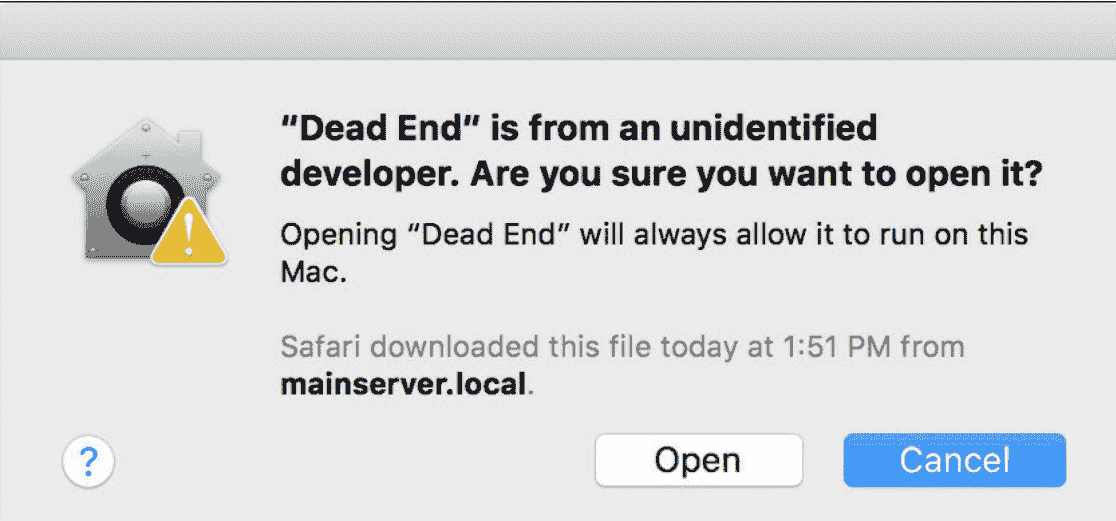 “Dead End” is from an unidentified
developer. Are you sure you want to open it?
Opening “Dead End” will always allow it to run on this
Mac.
Safari downloaded this file today at 1:51 PM from
mainserver.local.
?
Open
Cancel